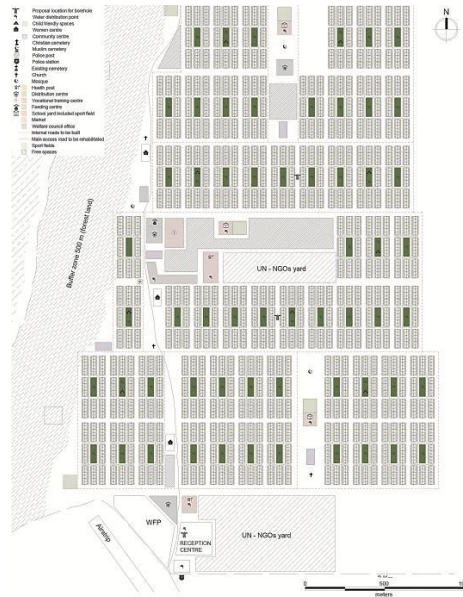 Proposal location for borehole
Water distribution point
Child friendly spaces
Women centre
Community centre
Christian cemetery
Muslim cemetery
Police post
Police station
Existing cemetery
Church
Mosque
Health post
Distribution centre
Vocational training centre
Feeding centre
School yard included sport field
Market
Welfare council office
Internal roads to be built
Main access road to be rehabilitated
Sport fields
Free spaces
N
Buffer zone 500 m (forest land)
UN - NGOs yard
WFP
Airstrip
RECEPTION
CENTRE
UN - NGOs yard
0
500
meters